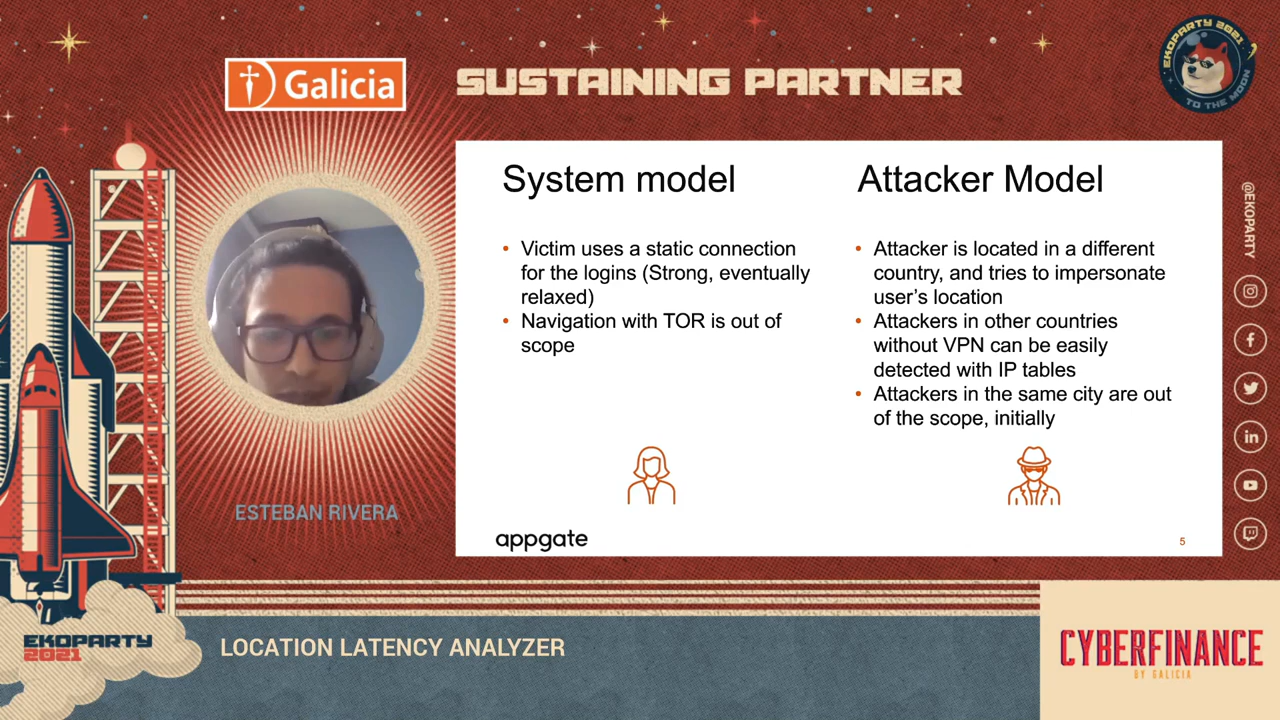 Galicia
SUSTAINING PARTNER
EKOPARTY 2021
TO THE MOON
@EKOPARTY
System model
• Victim uses a static connection
for the logins (Strong, eventually
relaxed)
• Navigation with TOR is out of
scope
Attacker Model
• Attacker is located in a different
country, and tries to impersonate
user’s location
• Attackers in other countries
without VPN can be easily
detected with IP tables
• Attackers in the same city are out
of the scope, initially
ESTEBAN RIVERA
appgate
5
in
EKOPARTY
2021
LOCATION LATENCY ANALYZER
CYBERFINANCE
BY GALICIA